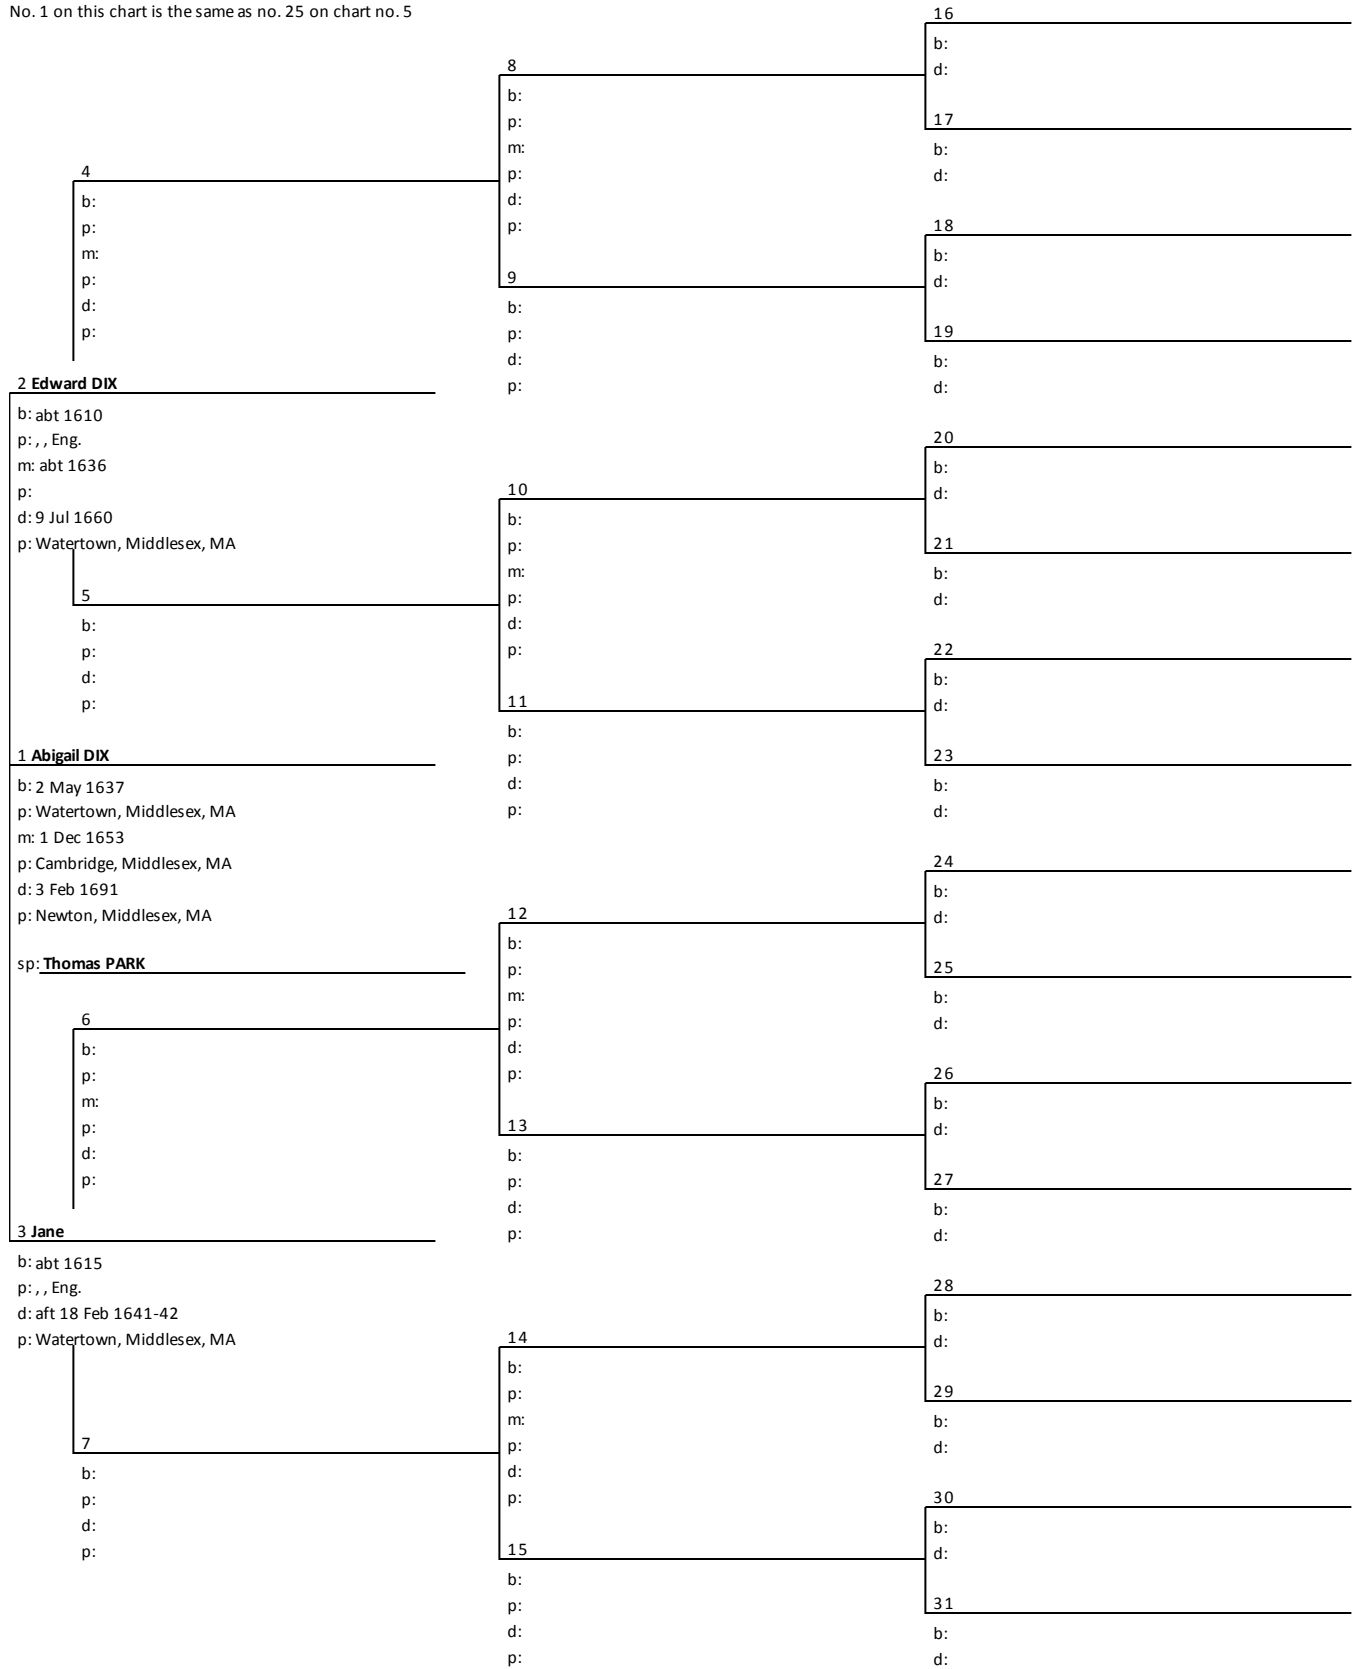 No. 1 on this chart is the same as no. 25 on chart no. 5
16
b:
d:
8
b:
p:
m:
p:
d:
p:
17
b:
d:
4
b:
p:
m:
p:
d:
p:
18
b:
d:
9
b:
p:
d:
p:
19
b:
d:
2 Edward DIX
b: abt 1610
p: , , Eng.
m: abt 1636
p:
d: 9 Jul 1660
p: Watertown, Middlesex, MA
20
b:
d:
10
b:
p:
m:
p:
d:
p:
21
b:
d:
5
b:
p:
d:
p:
22
b:
d:
11
b:
p:
d:
p:
23
b:
d:
1 Abigail DIX
b: 2 May 1637
p: Watertown, Middlesex, MA
m: 1 Dec 1653
p: Cambridge, Middlesex, MA
d: 3 Feb 1691
p: Newton, Middlesex, MA
sp: Thomas PARK
24
b:
d:
12
b:
p:
m:
p:
d:
p:
25
b:
d:
6
b:
p:
m:
p:
d:
p:
26
b:
d:
13
b:
p:
d:
p:
27
b:
d:
3 Jane
b: abt 1615
p: , , Eng.
d: aft 18 Feb 1641-42
p: Watertown, Middlesex, MA
28
b:
d:
14
b:
p:
m:
p:
d:
p:
29
b:
d:
7
b:
p:
d:
p:
30
b:
d:
15
b:
p:
d:
p:
31
b:
d: